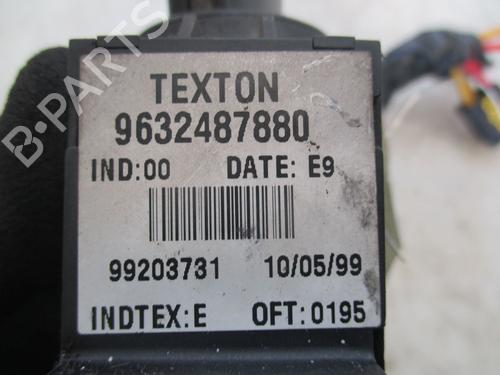 TEXTON
9632487880
IND:00 DATE: E9
99203731 10/05/99
INDTEX:E OFT:0195
B-PARTS